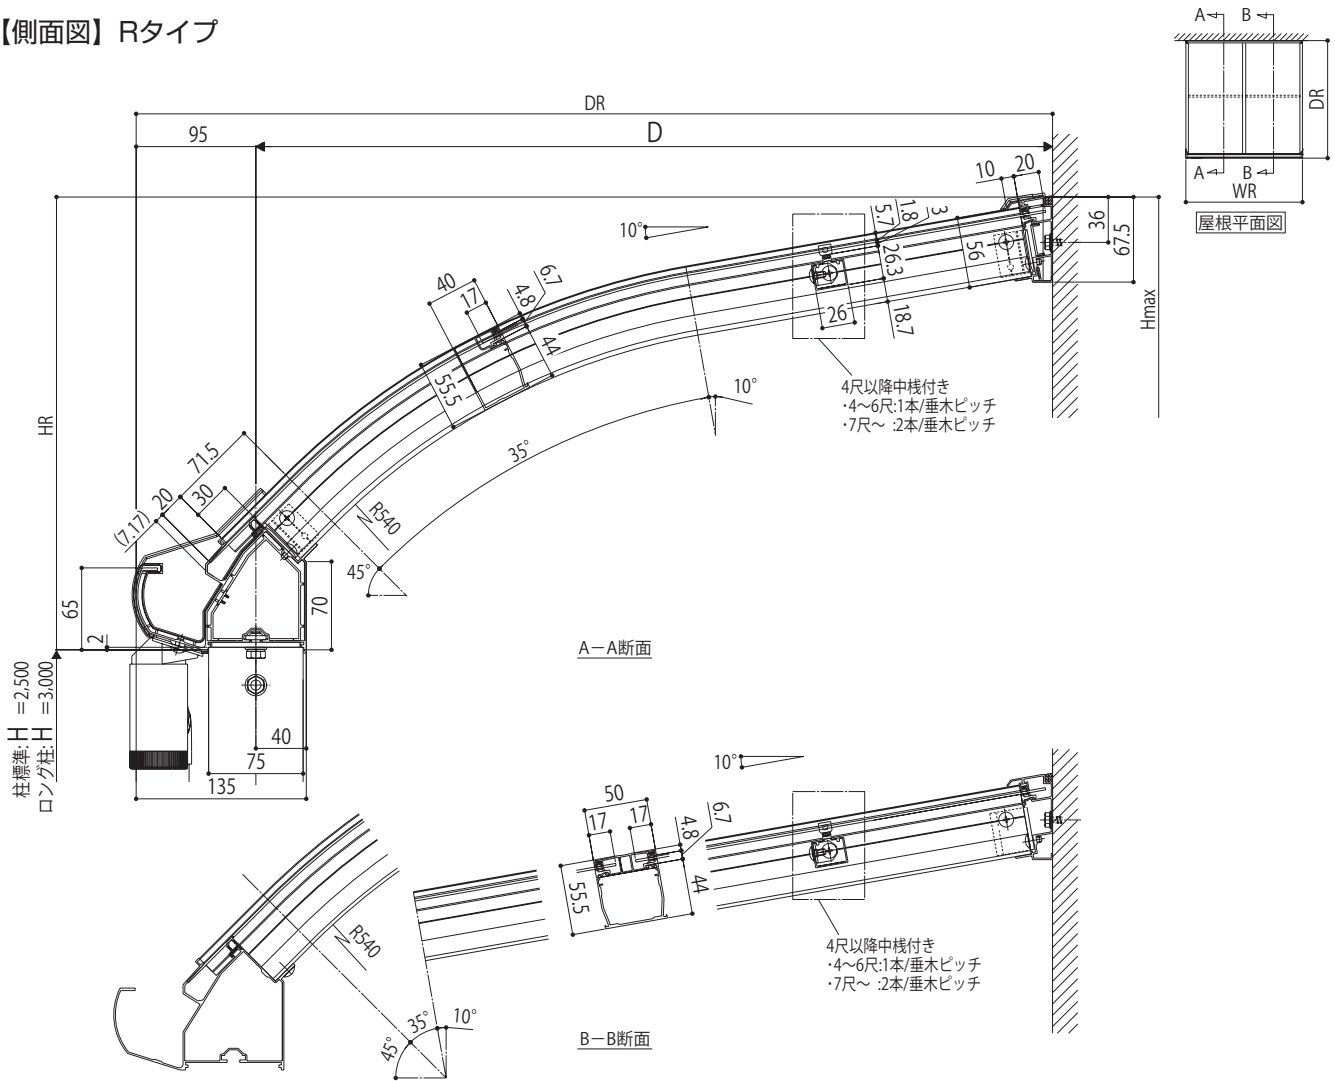 【側面図】Rタイプ
A
B
DR
A
B
WR
屋根平面図
DR
95
D
10
20
36
67.5
Hmax
10°
5.7
1.8
3
26.3
56
26
18.7
40
17
4.8
6.7
44
55.5
10°
4尺以降中桟付き
・4〜6尺:1本/垂木ピッチ
・7尺〜 :2本/垂木ピッチ
35°
HR
71.5
20
30
(7.17)
R540
45°
65
2
70
A−A断面
柱標準:H =2,500
ロング柱:H =3,000
40
75
135
10°
50
17
17
4.8
6.7
55.5
44
R540
4尺以降中桟付き
・4〜6尺:1本/垂木ピッチ
・7尺〜 :2本/垂木ピッチ
45°
35°
10°
B−B断面